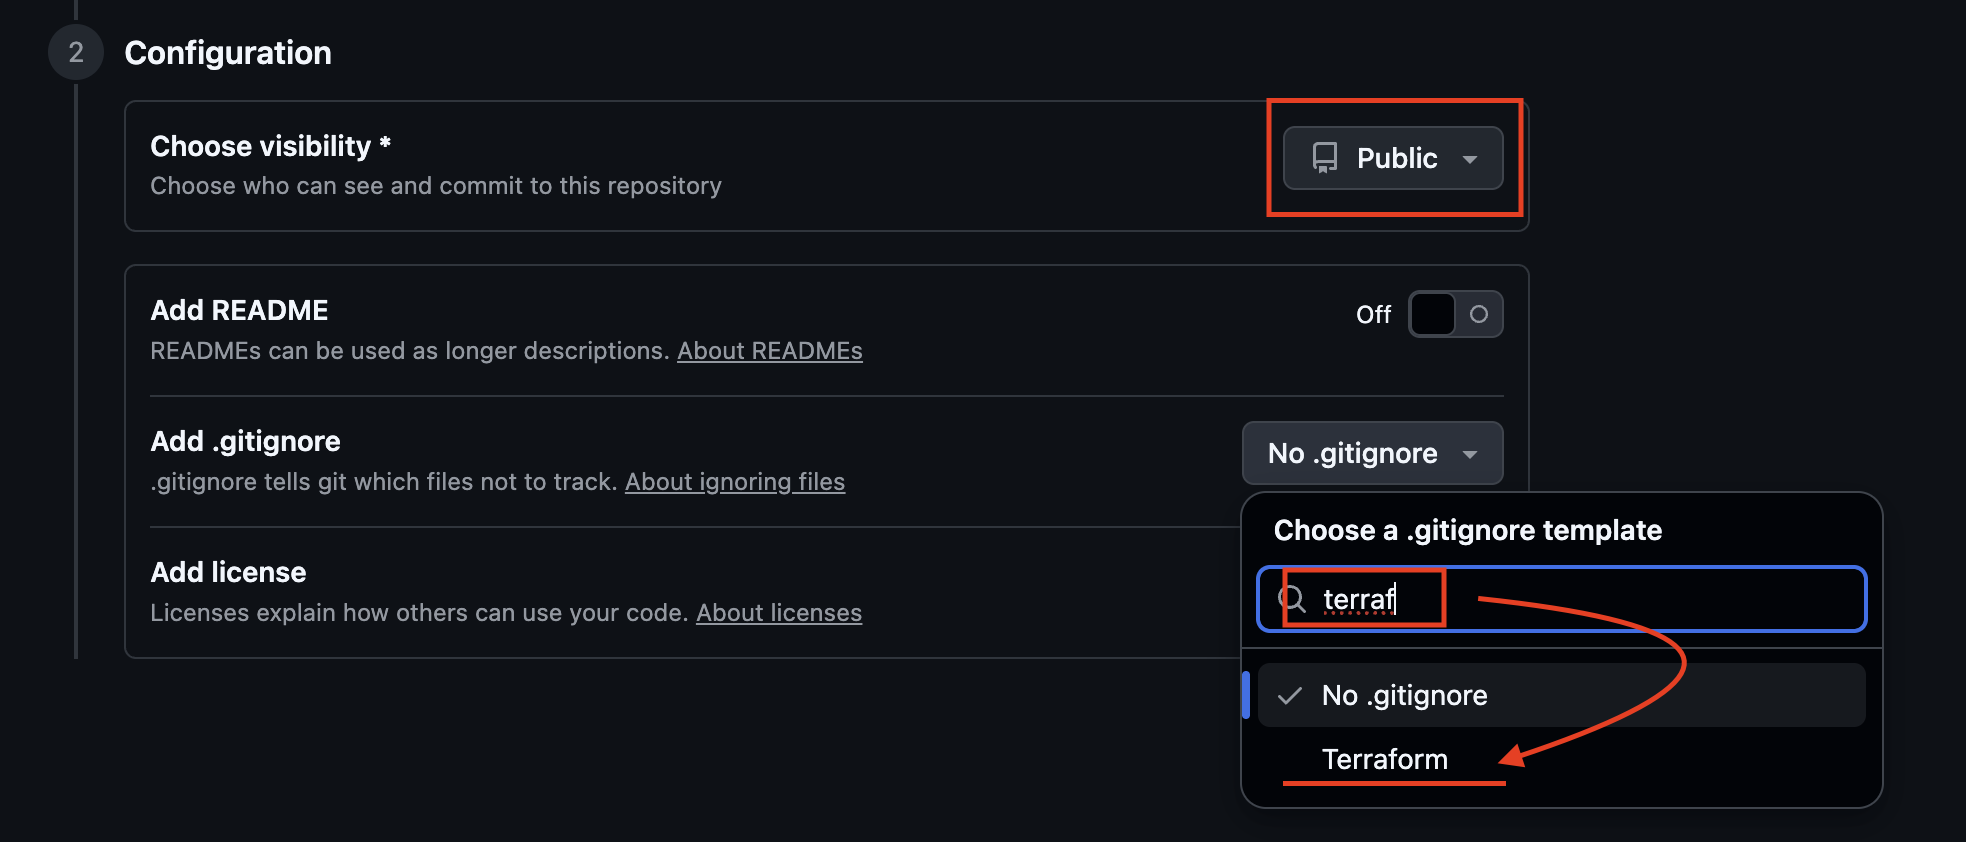 2
Configuration
Choose visibility *
Choose who can see and commit to this repository
Public
Add README
READMEs can be used as longer descriptions. About READMEs
Off
Add .gitignore
.gitignore tells git which files not to track. About ignoring files
No .gitignore
Add license
Licenses explain how others can use your code. About licenses
Choose a .gitignore template
terraf
No .gitignore
Terraform